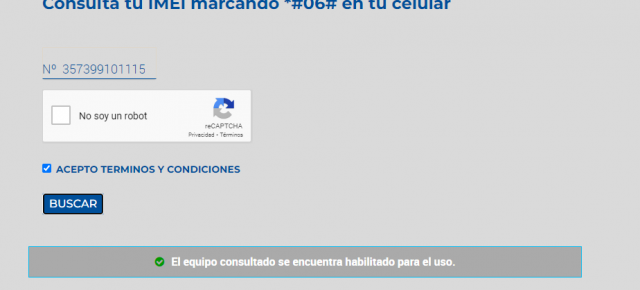 Consulta tu IMEI marcando *#06# en tu celular
Nº 357399101115
No soy un robot
reCAPTCHA
Privacidad - Términos
ACEPTO TERMINOS Y CONDICIONES
BUSCAR
El equipo consultado se encuentra habilitado para el uso.